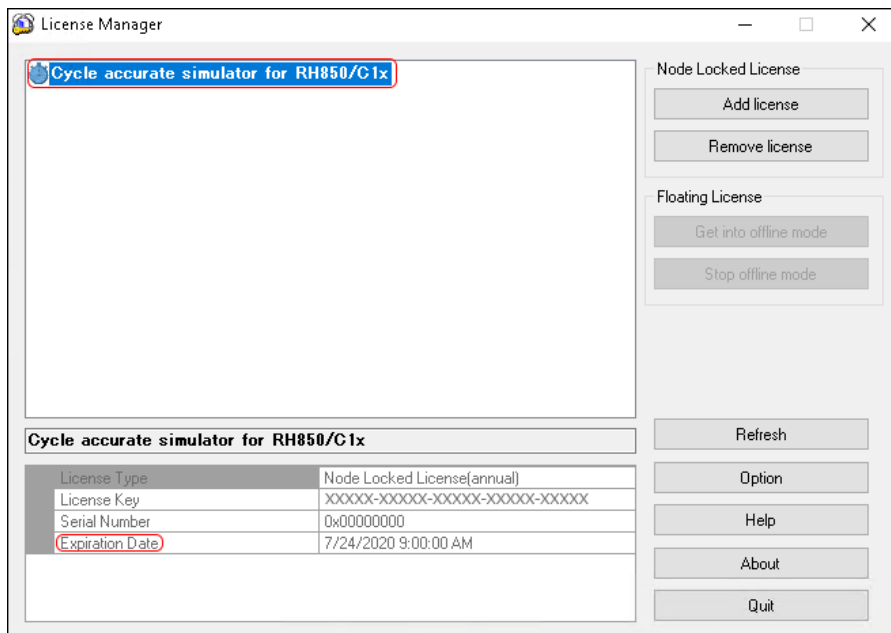 License Manager
Cycle accurate simulator for RH850/C1x
Node Locked License
Add license
Remove license
Floating License
Get into offline mode
Stop offline mode
Cycle accurate simulator for RH850/C1x
License Type Node Locked License(annual)
License Key XXXXX-XXXXX-XXXXX-XXXXX-XXXXX
Serial Number 0x00000000
Expiration Date 7/24/2020 9:00:00 AM
Refresh
Option
Help
About
Quit